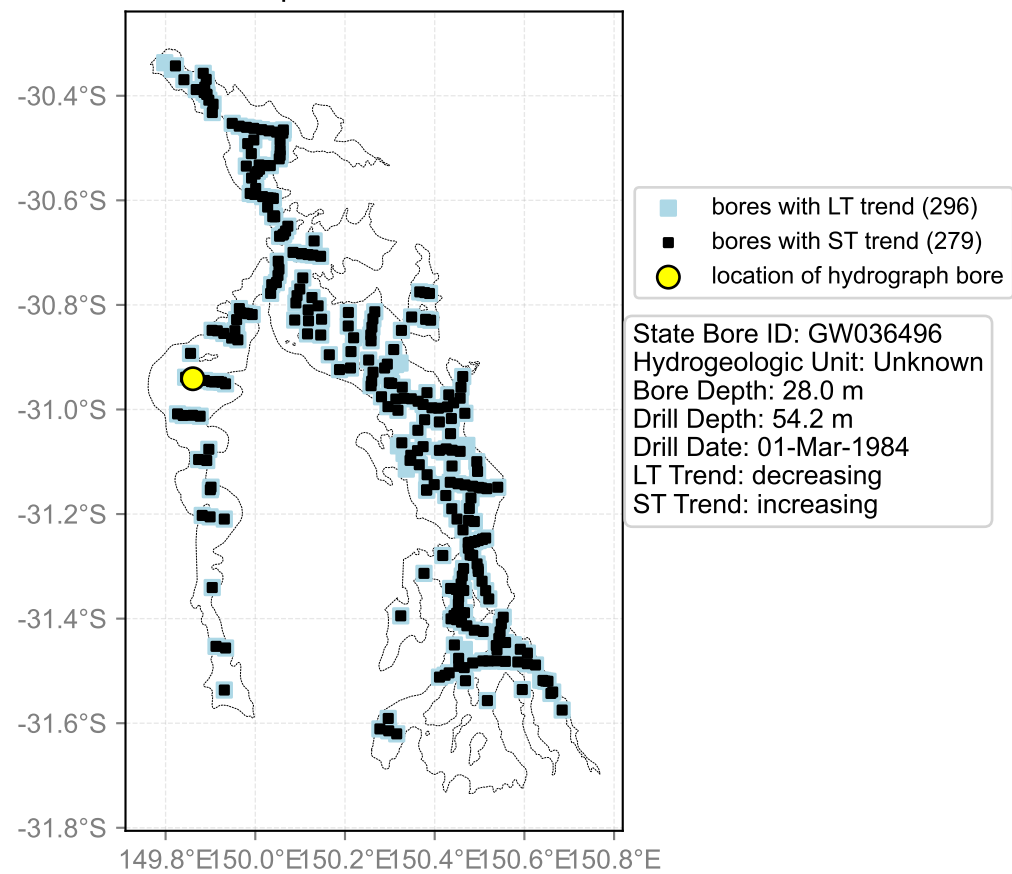 -30.4°S
-30.6°S
-30.8°S
-31.0°S
-31.2°S
-31.4°S
-31.6°S
-31.8°S
149.8°E150.0°E150.2°E150.4°E150.6°E150.8°E
bores with LT trend (296)
bores with ST trend (279)
location of hydrograph bore
State Bore ID: GW036496
Hydrogeologic Unit: Unknown
Bore Depth: 28.0 m
Drill Depth: 54.2 m
Drill Date: 01-Mar-1984
LT Trend: decreasing
ST Trend: increasing